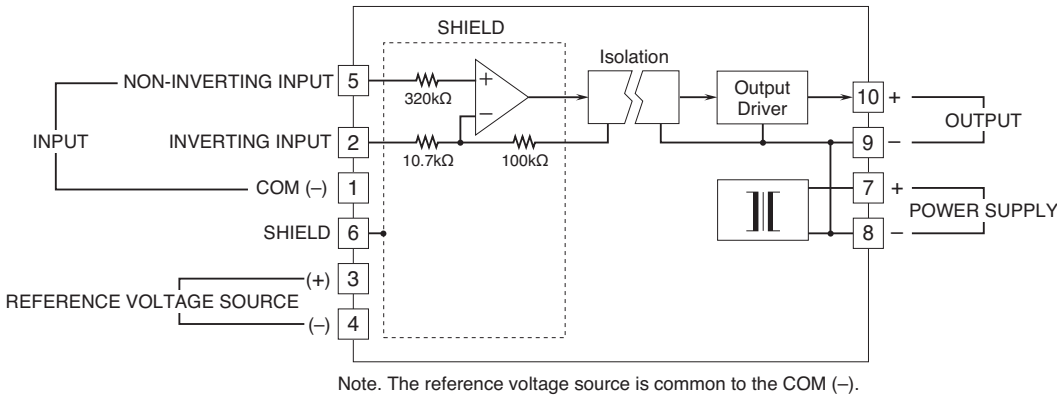 SHIELD
Isolation
NON-INVERTING INPUT 5
+
320kΩ
Output
Driver
10 +
INPUT
INVERTING INPUT 2
−
10.7kΩ
100kΩ
9 −
OUTPUT
COM (–) 1
7 +
POWER SUPPLY
SHIELD 6
8 −
(+) 3
REFERENCE VOLTAGE SOURCE
(–) 4
Note. The reference voltage source is common to the COM (–).